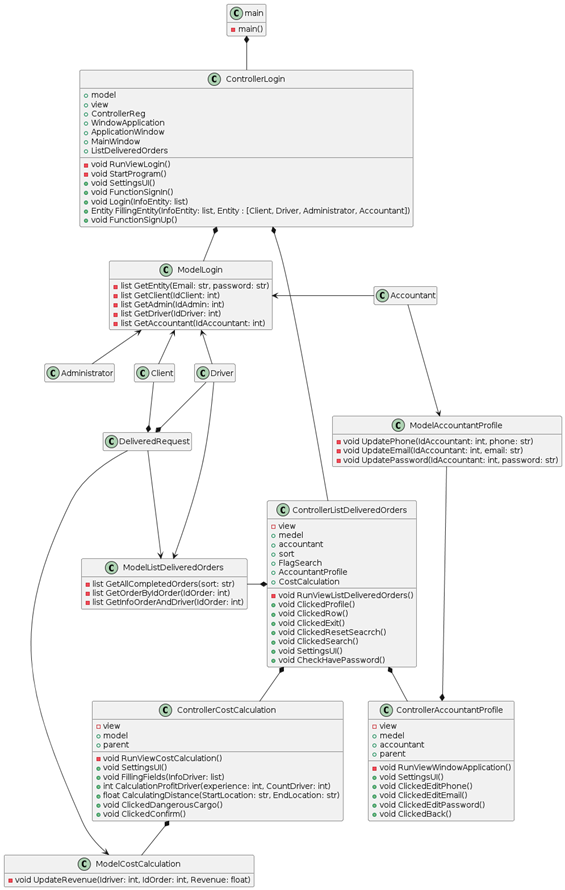 C main
main()
C ControllerLogin
model
view
ControllerReg
WindowApplication
ApplicationWindow
MainWindow
ListDeliveredOrders
void RunViewLogin()
void StartProgram()
void SettingsUI()
void FunctionSignIn()
void Login(InfoEntity: list)
Entity FillingEntity(InfoEntity: list, Entity : [Client, Driver, Administrator, Accountant])
void FunctionSignUp()
C ModelLogin
list GetEntity(Email: str, password: str)
list GetClient(IdClient: int)
list GetAdmin(IdAdmin: int)
list GetDriver(IdDriver: int)
list GetAccountant(IdAccountant: int)
C Accountant
C Administrator
C Client
C Driver
C ModelAccountantProfile
void UpdatePhone(IdAccountant: int, phone: str)
void UpdateEmail(IdAccountant: int, email: str)
void UpdatePassword(IdAccountant: int, password: str)
C DeliveredRequest
C ControllerListDeliveredOrders
view
medel
accountant
sort
FlagSearch
AccountantProfile
CostCalculation
void RunViewListDeliveredOrders()
void ClickedProfile()
void ClickedRow()
void ClickedExit()
void ClickedResetSeacrch()
void ClickedSearch()
void SettingsUI()
void CheckHavePassword()
C ModelListDeliveredOrders
list GetAllCompletedOrders(sort: str)
list GetOrderByIdOrder(IdOrder: int)
list GetInfoOrderAndDriver(IdOrder: int)
C ControllerCostCalculation
view
model
parent
void RunViewCostCalculation()
void SettingsUI()
void FillingFields(InfoDriver: list)
int CalculationProfitDriver(experience: int, CountDriver: int)
float CalculatingDistance(StartLocation: str, EndLocation: str)
void ClickedDangerousCargo()
void ClickedConfirm()
C ControllerAccountantProfile
view
medel
accountant
parent
void RunViewWindowApplication()
void SettingsUI()
void ClickedEditPhone()
void ClickedEditEmail()
void ClickedEditPassword()
void ClickedBack()
C ModelCostCalculation
void UpdateRevenue(Idriver: int, IdOrder: int, Revenue: float)